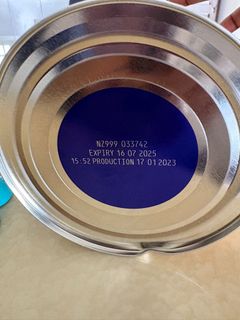 NZ999 033742
EXPIRY 16 07 2025
15:52 PRODUCTION 17 01 2023